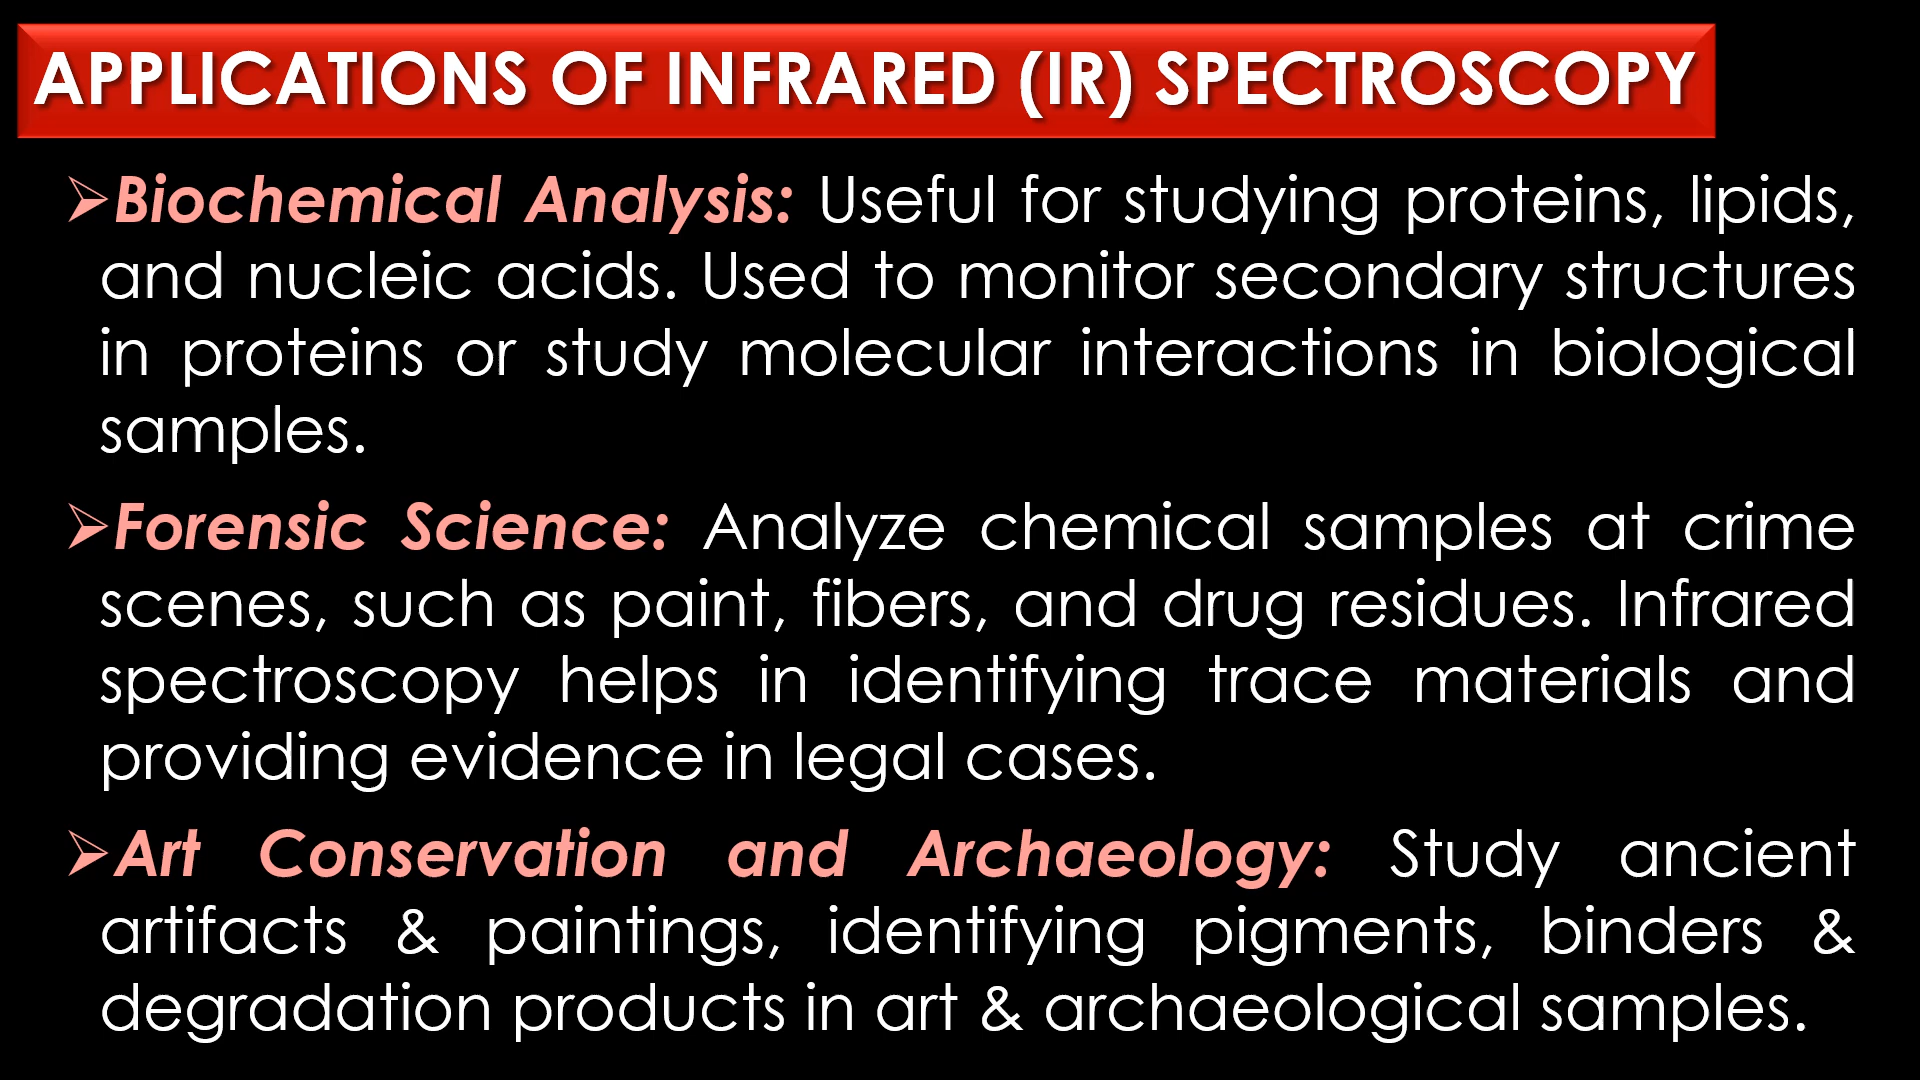 APPLICATIONS OF INFRARED (IR) SPECTROSCOPY
➢Biochemical Analysis: Useful for studying proteins, lipids,
and nucleic acids. Used to monitor secondary structures
in proteins or study molecular interactions in biological
samples.
➢Forensic Science: Analyze chemical samples at crime
scenes, such as paint, fibers, and drug residues. Infrared
spectroscopy helps in identifying trace materials and
providing evidence in legal cases.
➢Art Conservation and Archaeology: Study ancient
artifacts & paintings, identifying pigments, binders &
degradation products in art & archaeological samples.